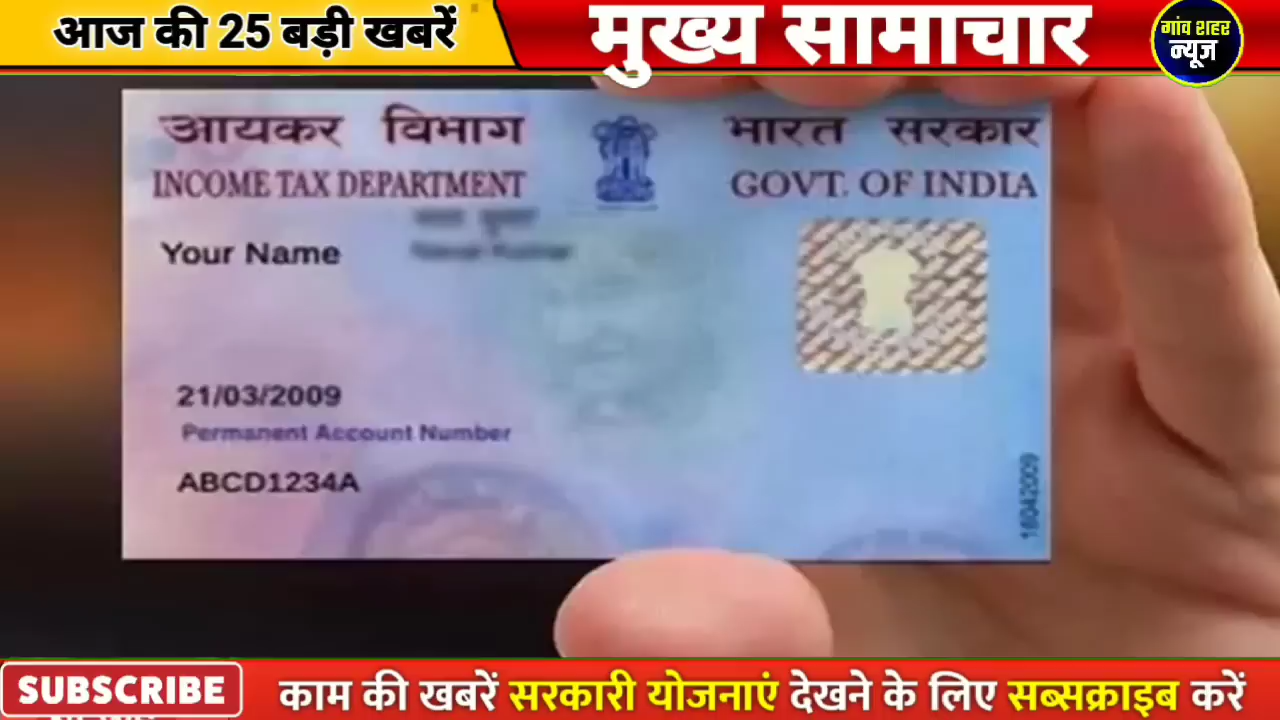 आज की 25 बड़ी खबरें
मुख्य सामाचार
गांव शहर
न्यूज
आयकर विभाग
भारत सरकार
INCOME TAX DEPARTMENT
GOVT. OF INDIA
Your Name
21/03/2009
Permanent Account Number
ABCD1234A
18042009
SUBSCRIBE
काम की खबरें सरकारी योजनाएं देखने के लिए सब्सक्राइब करें